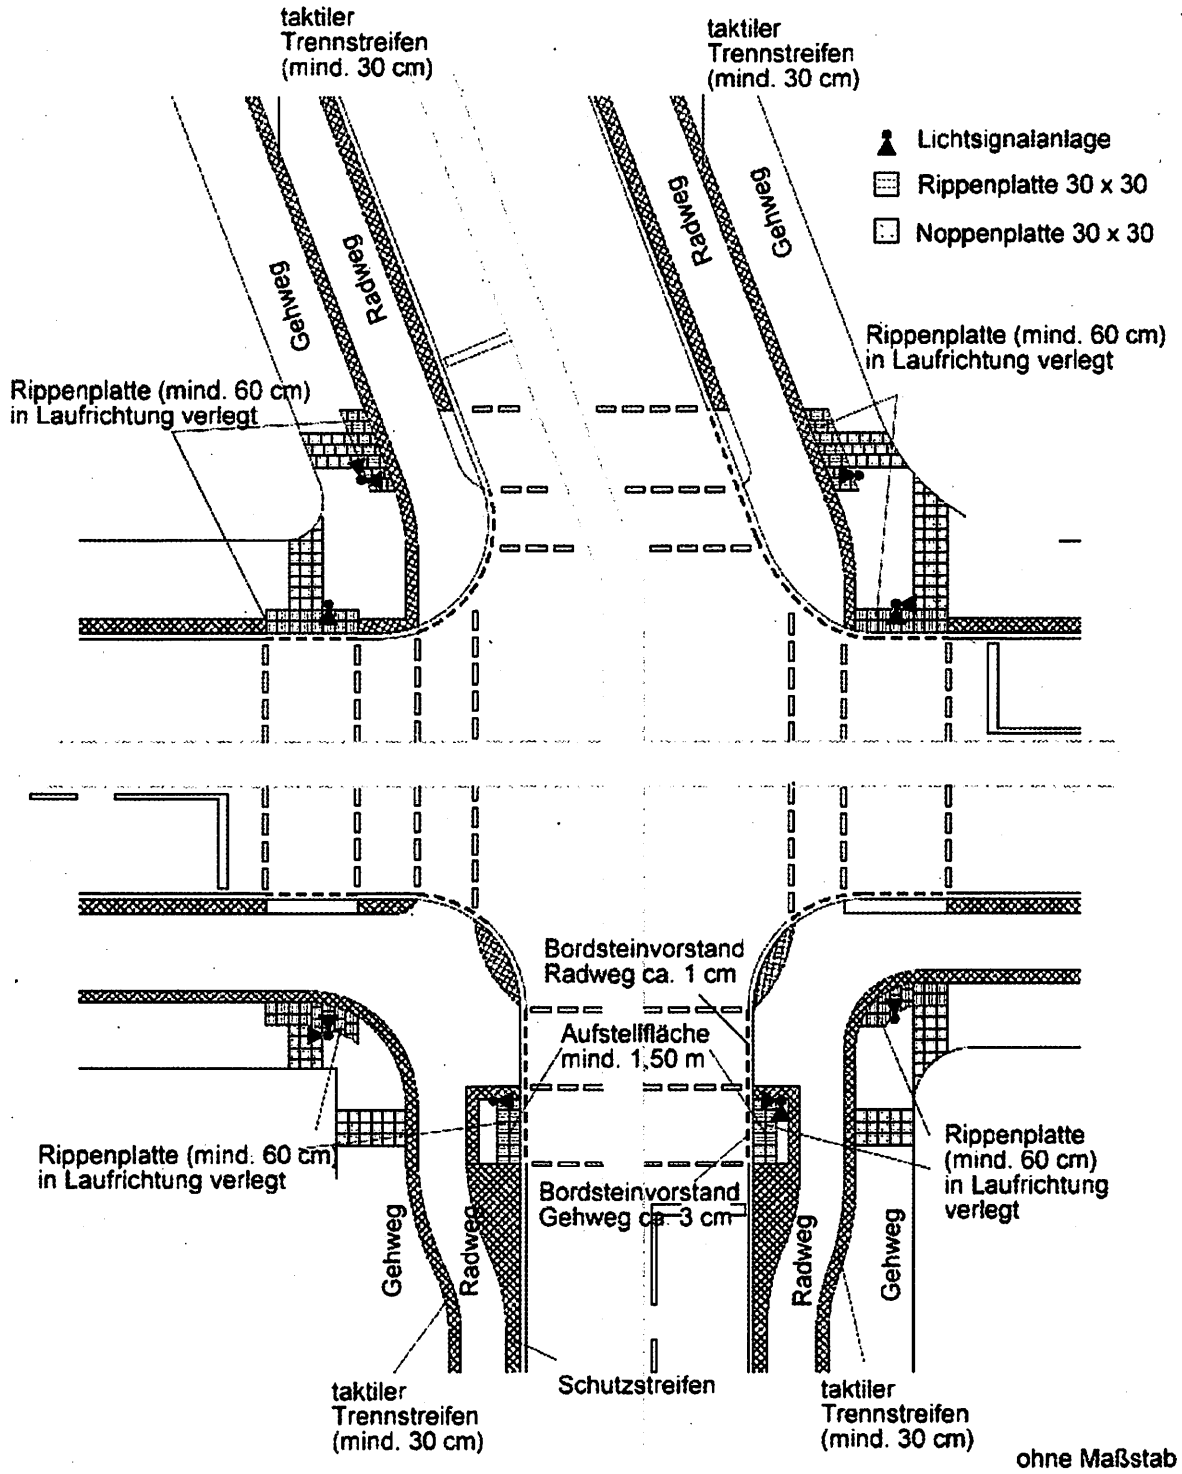 taktiler
Trennstreifen
(mind. 30 cm)
taktiler
Trennstreifen
(mind. 30 cm)
Lichtsignalanlage
Rippenplatte 30 x 30
Noppenplatte 30 x 30
Gehweg
Radweg
Radweg
Gehweg
Rippenplatte (mind. 60 cm)
in Laufrichtung verlegt
Rippenplatte (mind. 60 cm)
in Laufrichtung verlegt
Bordsteinvorstand
Radweg ca. 1 cm
Aufstellfläche
mind. 1,50 m
Rippenplatte (mind. 60 cm)
in Laufrichtung verlegt
Bordsteinvorstand
Gehweg ca. 3 cm
Rippenplatte
(mind. 60 cm)
in Laufrichtung
verlegt
Gehweg
Radweg
Radweg
Gehweg
Schutzstreifen
taktiler
Trennstreifen
(mind. 30 cm)
taktiler
Trennstreifen
(mind. 30 cm)
ohne Maßstab